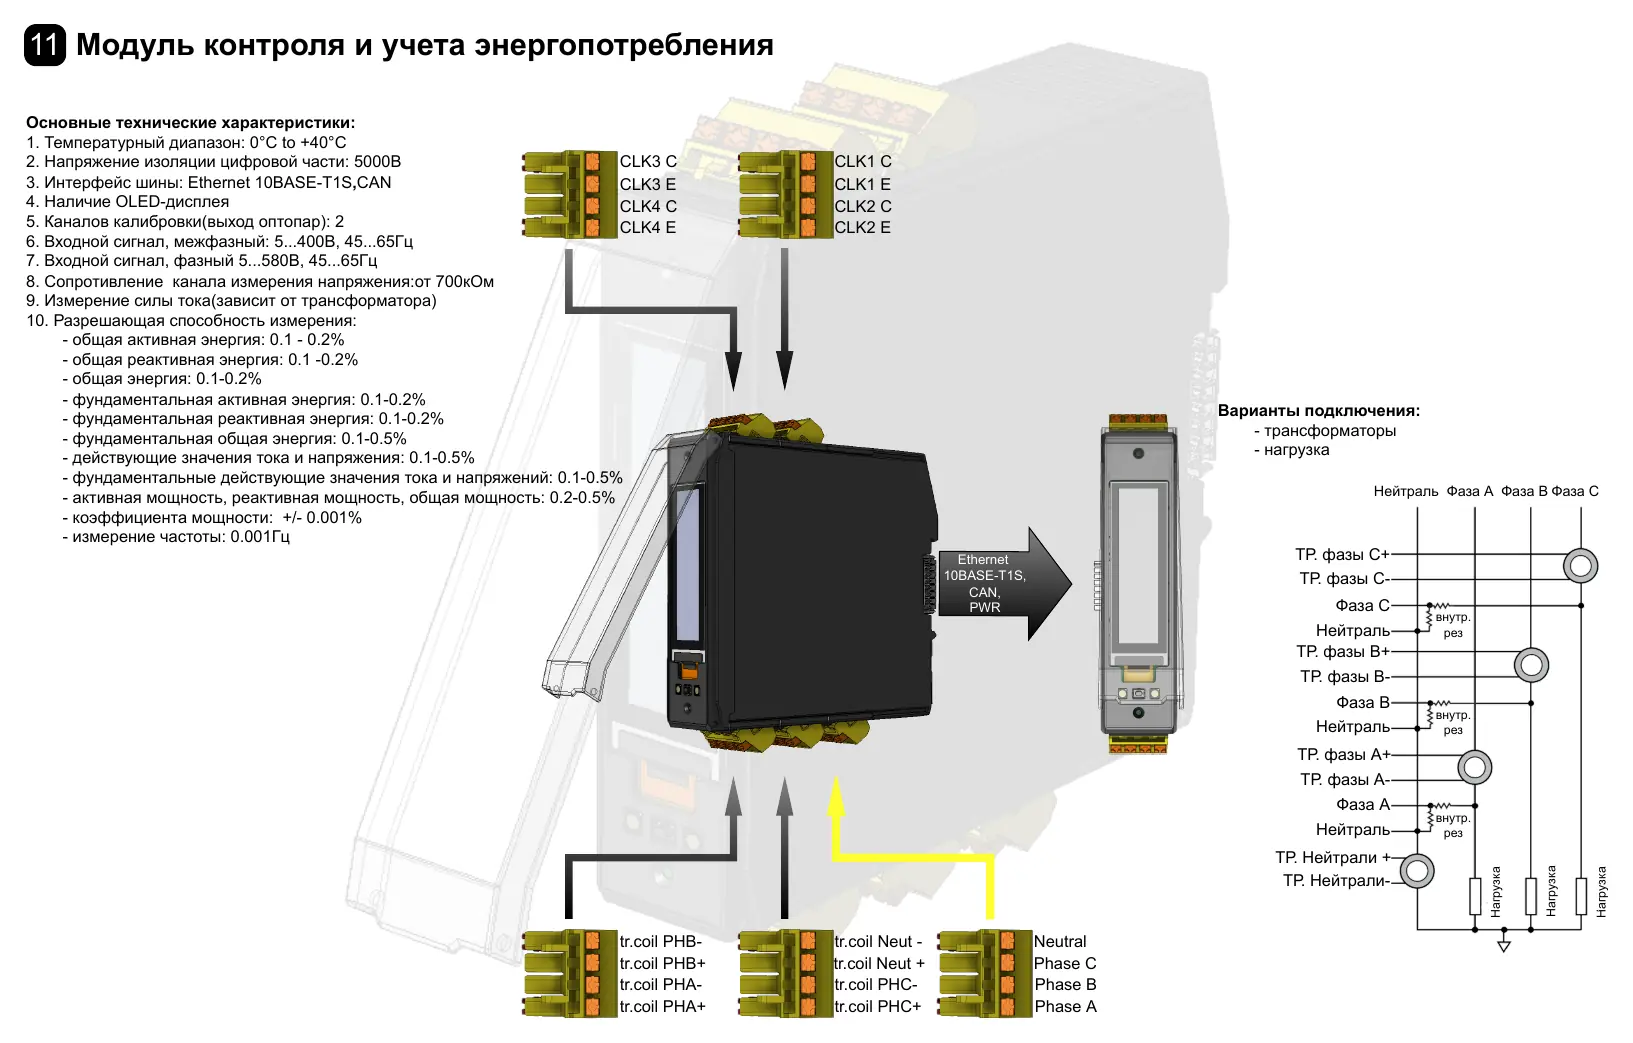 11 Модуль контроля и учета энергопотребления
Основные технические характеристики:
1. Температурный диапазон: 0°C to +40°C
2. Напряжение изоляции цифровой части: 5000В
3. Интерфейс шины: Ethernet 10BASE-T1S,CAN
4. Наличие OLED-дисплея
5. Каналов калибровки(выход оптопар): 2
6. Входной сигнал, межфазный: 5...400В, 45...65Гц
7. Входной сигнал, фазный 5...580В, 45...65Гц
8. Сопротивление  канала измерения напряжения:от 700кОм
9. Измерение силы тока(зависит от трансформатора)
10. Разрешающая способность измерения:
- общая активная энергия: 0.1 - 0.2%
- общая реактивная энергия: 0.1 -0.2%
- общая энергия: 0.1-0.2%
- фундаментальная активная энергия: 0.1-0.2%
- фундаментальная реактивная энергия: 0.1-0.2%
- фундаментальная общая энергия: 0.1-0.5%
- действующие значения тока и напряжения: 0.1-0.5%
- фундаментальные действующие значения тока и напряжений: 0.1-0.5%
- активная мощность, реактивная мощность, общая мощность: 0.2-0.5%
- коэффициента мощности:  +/- 0.001%
- измерение частоты: 0.001Гц
CLK3 C
CLK3 E
CLK4 C
CLK4 E
CLK1 C
CLK1 E
CLK2 C
CLK2 E
Ethernet
10BASE-T1S,
CAN,
PWR
tr.coil PHB-
tr.coil PHB+
tr.coil PHA-
tr.coil PHA+
tr.coil Neut -
tr.coil Neut +
tr.coil PHC-
tr.coil PHC+
Neutral
Phase C
Phase B
Phase A
Варианты подключения:
- трансформаторы
- нагрузка
Нейтраль Фаза A Фаза B Фаза C
ТР. фазы C+
ТР. фазы C-
Фаза C
внутр.
рез
Нейтраль
ТР. фазы B+
ТР. фазы B-
Фаза B
внутр.
рез
Нейтраль
ТР. фазы A+
ТР. фазы A-
Фаза A
внутр.
рез
Нейтраль
ТР. Нейтрали +
ТР. Нейтрали-
Нагрузка
Нагрузка
Нагрузка